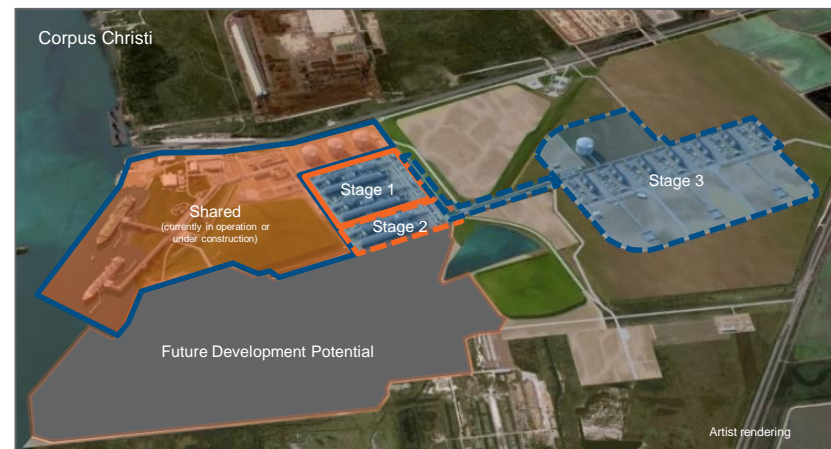 Corpus Christi
Stage 1
Stage 3
Shared
(currently in operation or
under construction)
Stage 2
Future Development Potential
Artist rendering